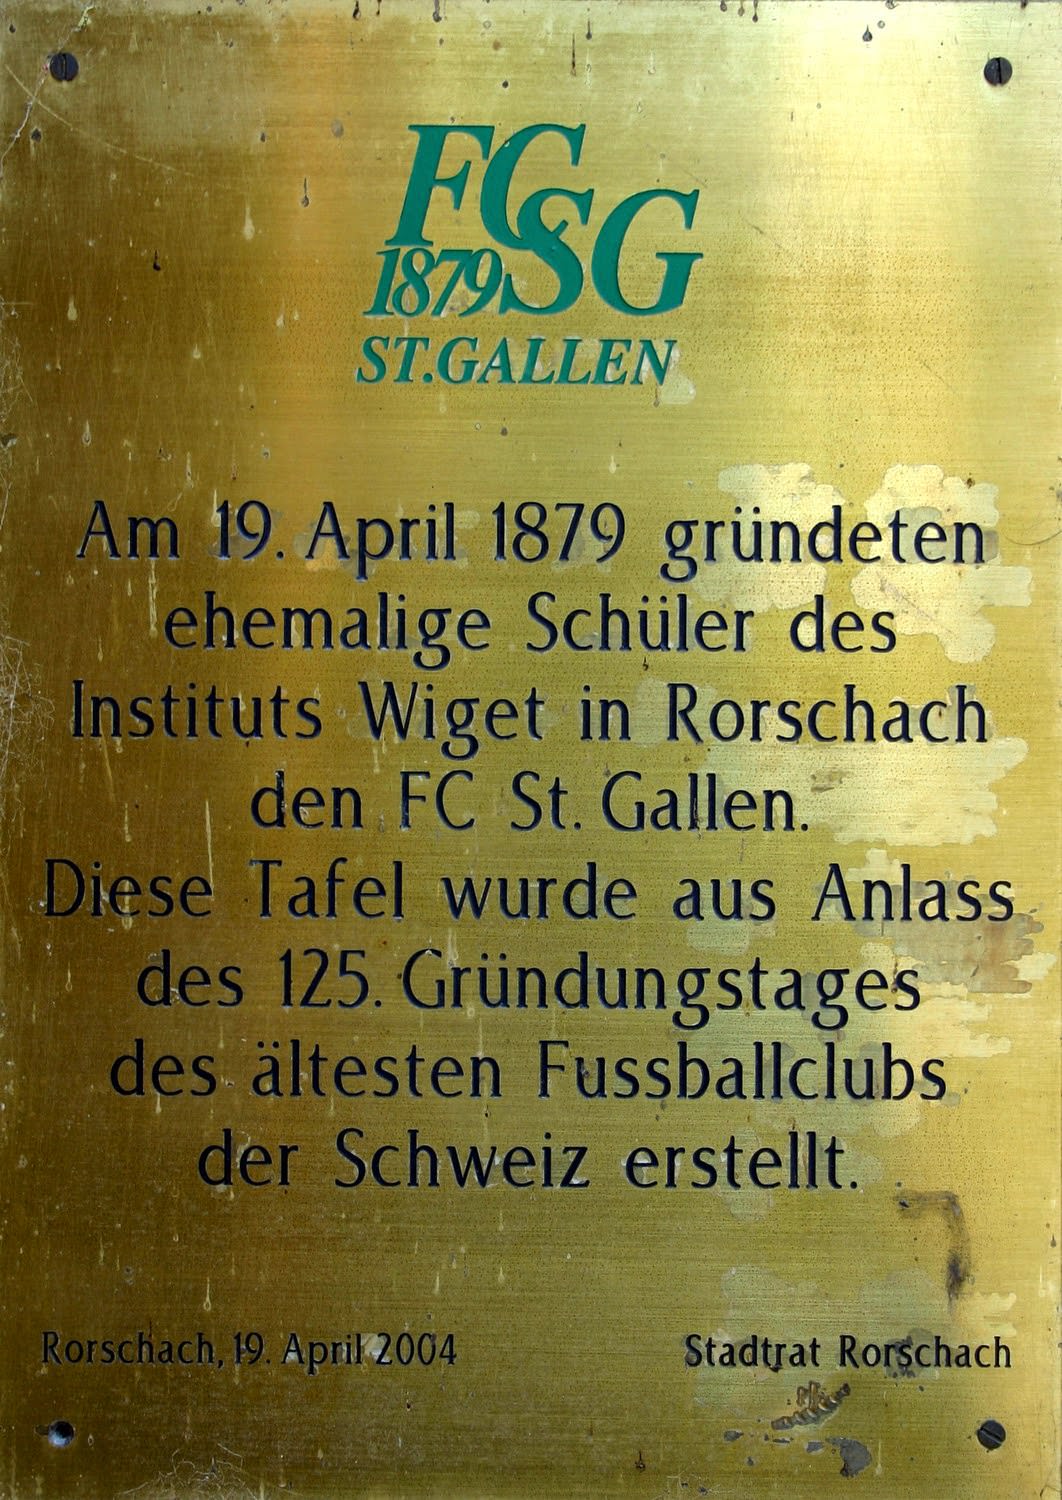 FCSG
1879
ST.GALLEN
Am 19. April 1879 gründeten
ehemalige Schüler des
Instituts Wiget in Rorschach
den FC St. Gallen.
Diese Tafel wurde aus Anlass
des 125. Gründungstages
des ältesten Fussballclubs
der Schweiz erstellt.
Rorschach, 19. April 2004
Stadtrat Rorschach